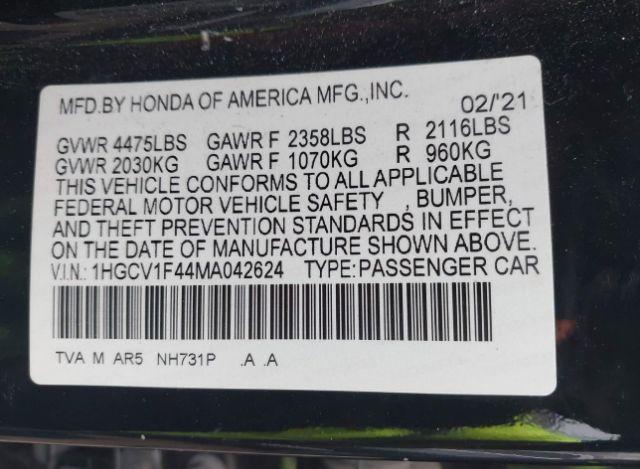 MFD.BY HONDA OF AMERICA MFG.,INC. 02/'21
GVWR 4475LBS GAWR F 2358LBS R 2116LBS
GVWR 2030KG GAWR F 1070KG R 960KG
THIS VEHICLE CONFORMS TO ALL APPLICABLE
FEDERAL MOTOR VEHICLE SAFETY , BUMPER,
AND THEFT PREVENTION STANDARDS IN EFFECT
ON THE DATE OF MANUFACTURE SHOWN ABOVE.
V.I.N.: 1HGCV1F44MA042624 TYPE:PASSENGER CAR
TVA M AR5 NH731P .A .A